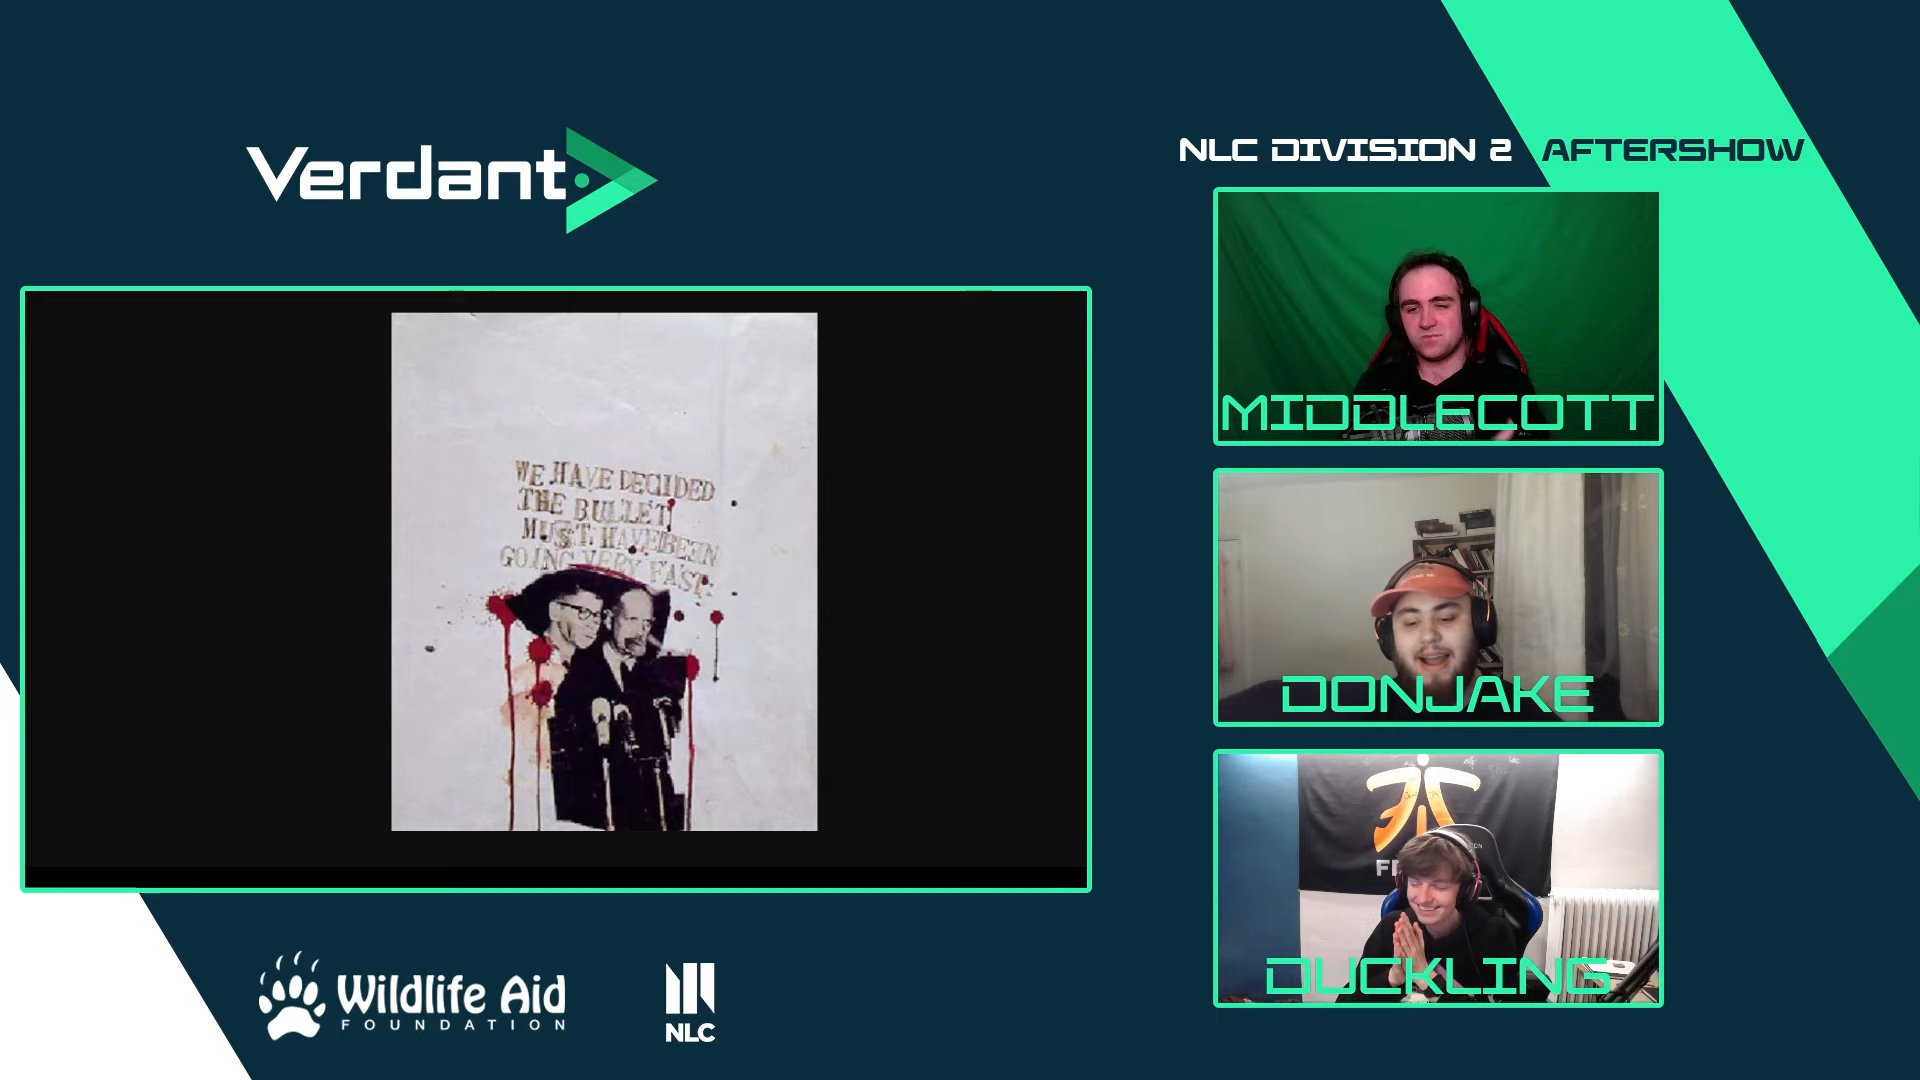 Verdant
NLC DIVISION 2 AFTERSHOW
MIDDLECOTT
WE HAVE DECIDED
THE BULLET
MUST HAVE BEEN
GOING VERY FAST.
DONJAKE
DUCKLING
Wildlife Aid
FOUNDATION
NLC